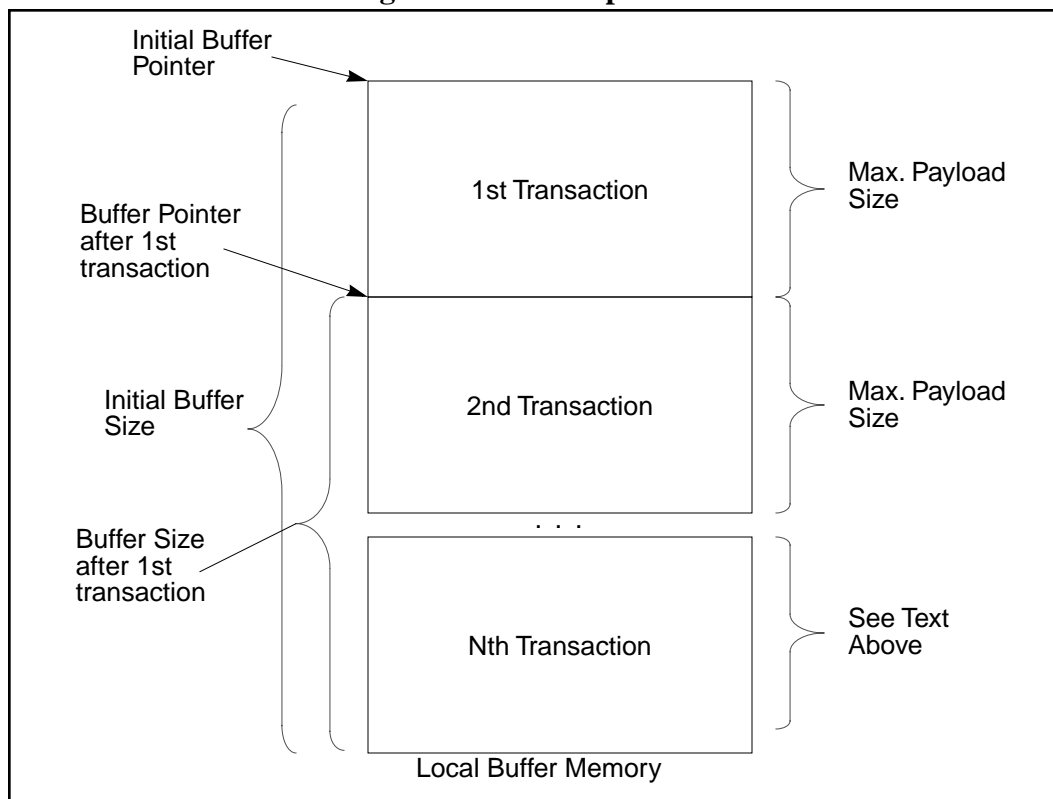 Initial Buffer
Pointer
1st Transaction
Max. Payload
Size
Buffer Pointer
after 1st
transaction
Initial Buffer
Size
2nd Transaction
Max. Payload
Size
. . .
Buffer Size
after 1st
transaction
Nth Transaction
See Text
Above
Local Buffer Memory